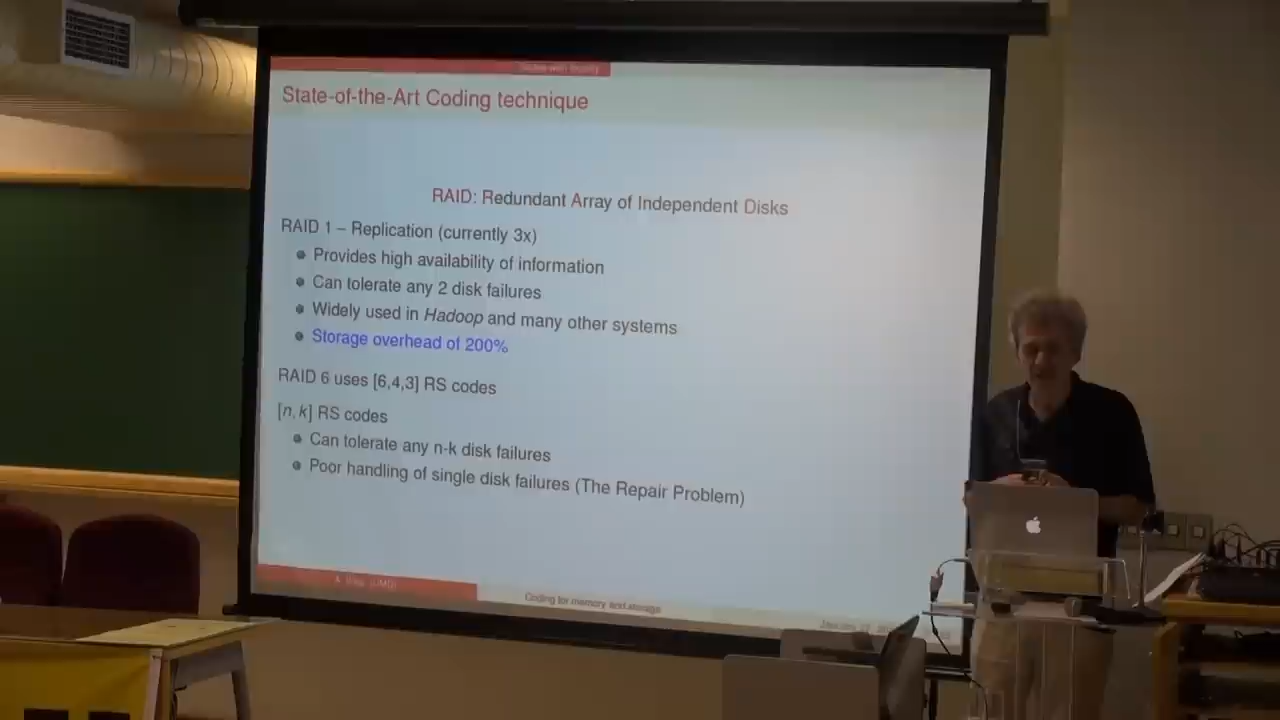 State-of-the-Art Coding technique
RAID: Redundant Array of Independent Disks
RAID 1 – Replication (currently 3x)
Provides high availability of information
Can tolerate any 2 disk failures
Widely used in Hadoop and many other systems
Storage overhead of 200%
RAID 6 uses [6,4,3] RS codes
[n, k] RS codes
Can tolerate any n-k disk failures
Poor handling of single disk failures (The Repair Problem)
(UMD)
Coding for memory and storage